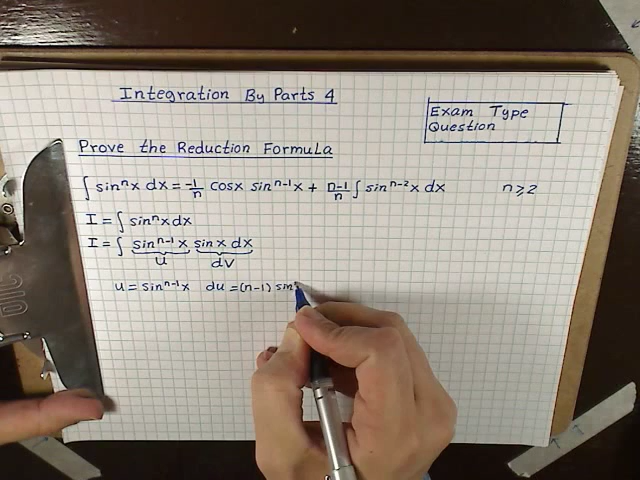 Integration By Parts 4
Exam Type
Question
Prove the Reduction Formula
∫ sinⁿx dx = -1/n cosx sinⁿ⁻¹x + n-1/n ∫ sinⁿ⁻²x dx n≥2
I = ∫ sinⁿx dx
I = ∫ sinⁿ⁻¹x sinx dx
u dv
u = sinⁿ⁻¹x du = (n-1) sin